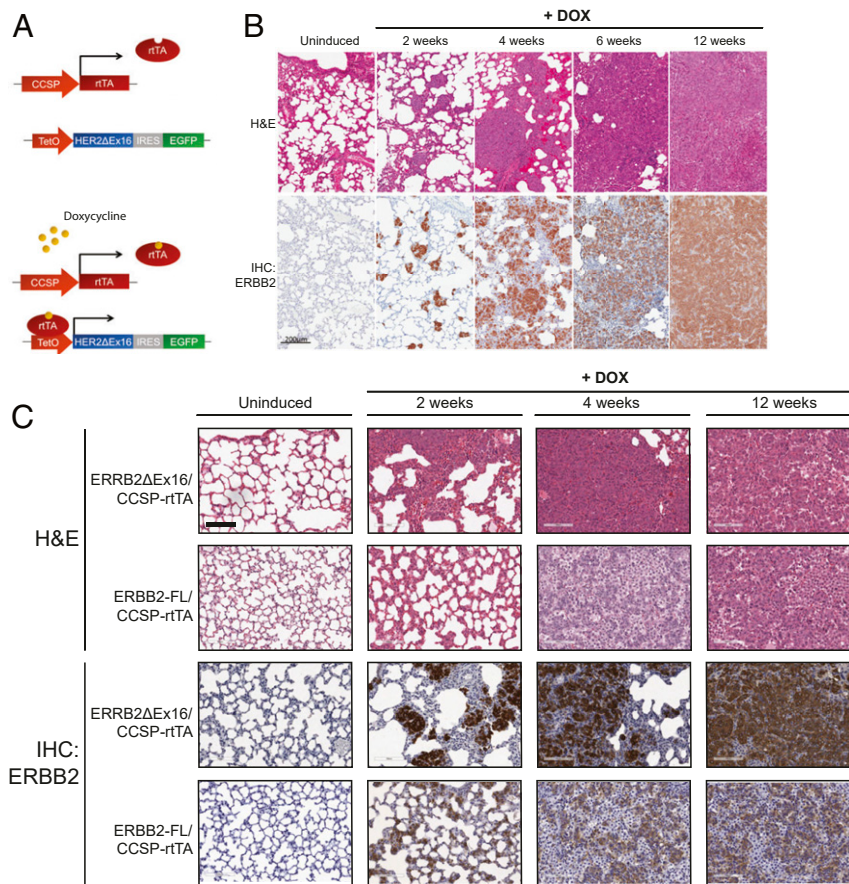 A
rtTA
CCSP
rtTA
TetO
HER2ΔEx16
IRES
EGFP
Doxycycline
rtTA
CCSP
rtTA
rtTA
TetO
HER2ΔEx16
IRES
EGFP
B
+ DOX
Uninduced
2 weeks
4 weeks
6 weeks
12 weeks
H&E
IHC:
ERBB2
200µm
C
+ DOX
Uninduced
2 weeks
4 weeks
12 weeks
H&E
ERRB2ΔEx16/
CCSP-rtTA
ERBB2-FL/
CCSP-rtTA
IHC:
ERBB2
ERRB2ΔEx16/
CCSP-rtTA
ERBB2-FL/
CCSP-rtTA